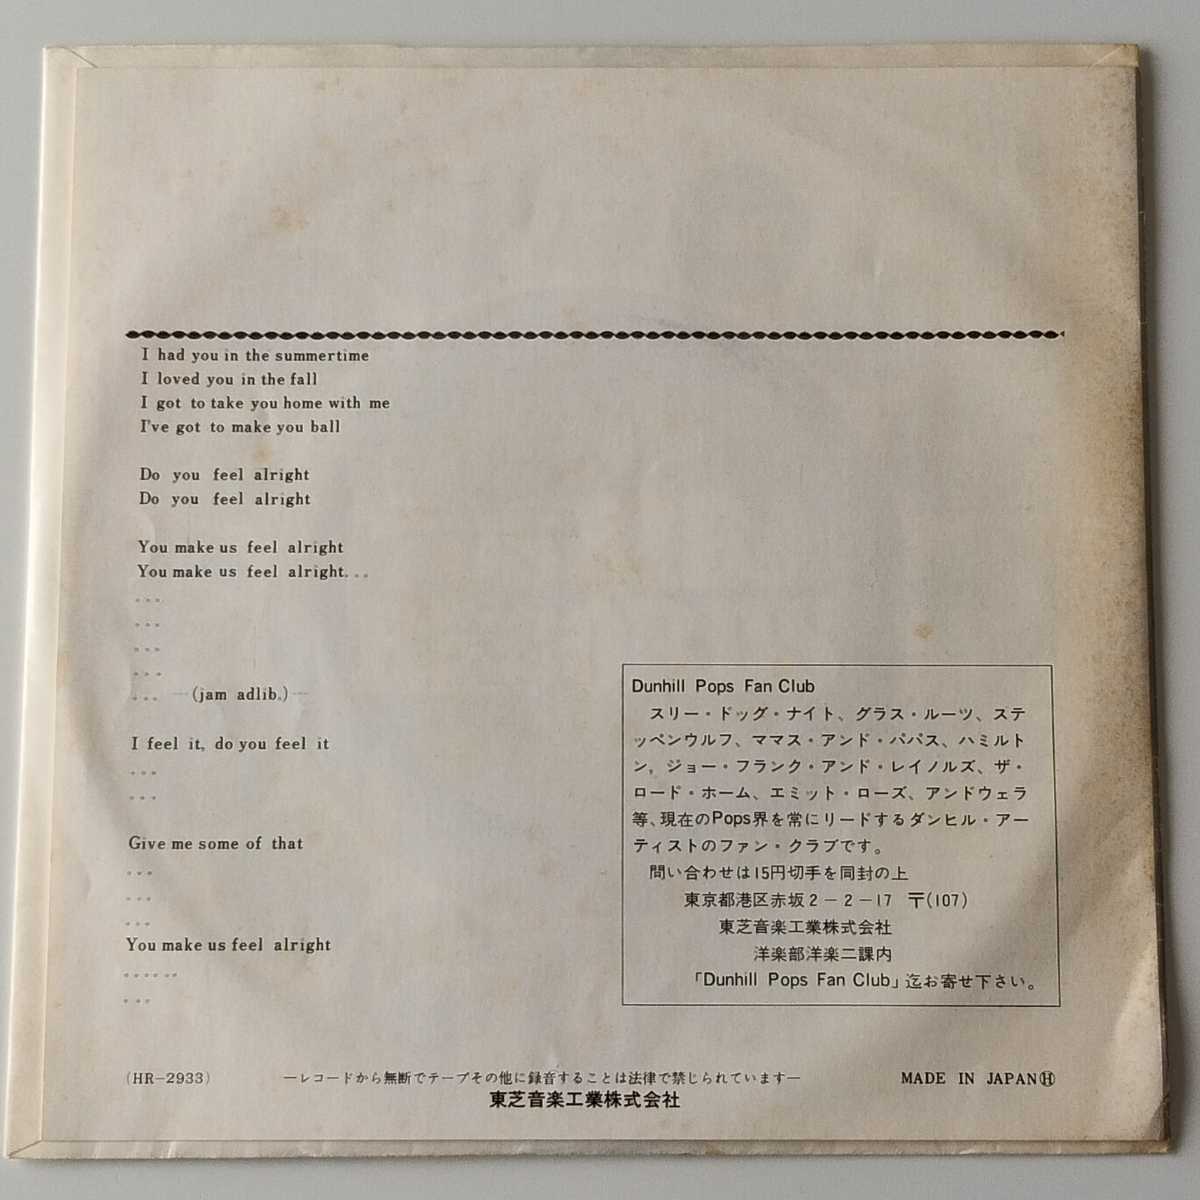 I had you in the summertime
I loved you in the fall
I got to take you home with me
I've got to make you ball
Do you feel alright
Do you feel alright
You make us feel alright
You make us feel alright...
...
...
...
...
... —(jam adlib.)—
I feel it, do you feel it
...
...
Give me some of that
...
...
...
You make us feel alright
......
...
Dunhill Pops Fan Club
スリー・ドッグ・ナイト、グラス・ルーツ、ステ
ッペンウルフ、ママス・アンド・パパス、ハミルト
ン,ジョー・フランク・アンド・レイノルズ、ザ・
ロード・ホーム、エミット・ローズ、アンドウェラ
等、現在のPops界を常にリードするダンヒル・アー
ティストのファン・クラブです。
問い合わせは15円切手を同封の上
東京都港区赤坂2-2-17 〒(107)
東芝音楽工業株式会社
洋楽部洋楽二課内
「Dunhill Pops Fan Club」迄お寄せ下さい。
(HR-2933) —レコードから無断でテープその他に録音することは法律で禁じられています— MADE IN JAPANⒽ
東芝音楽工業株式会社